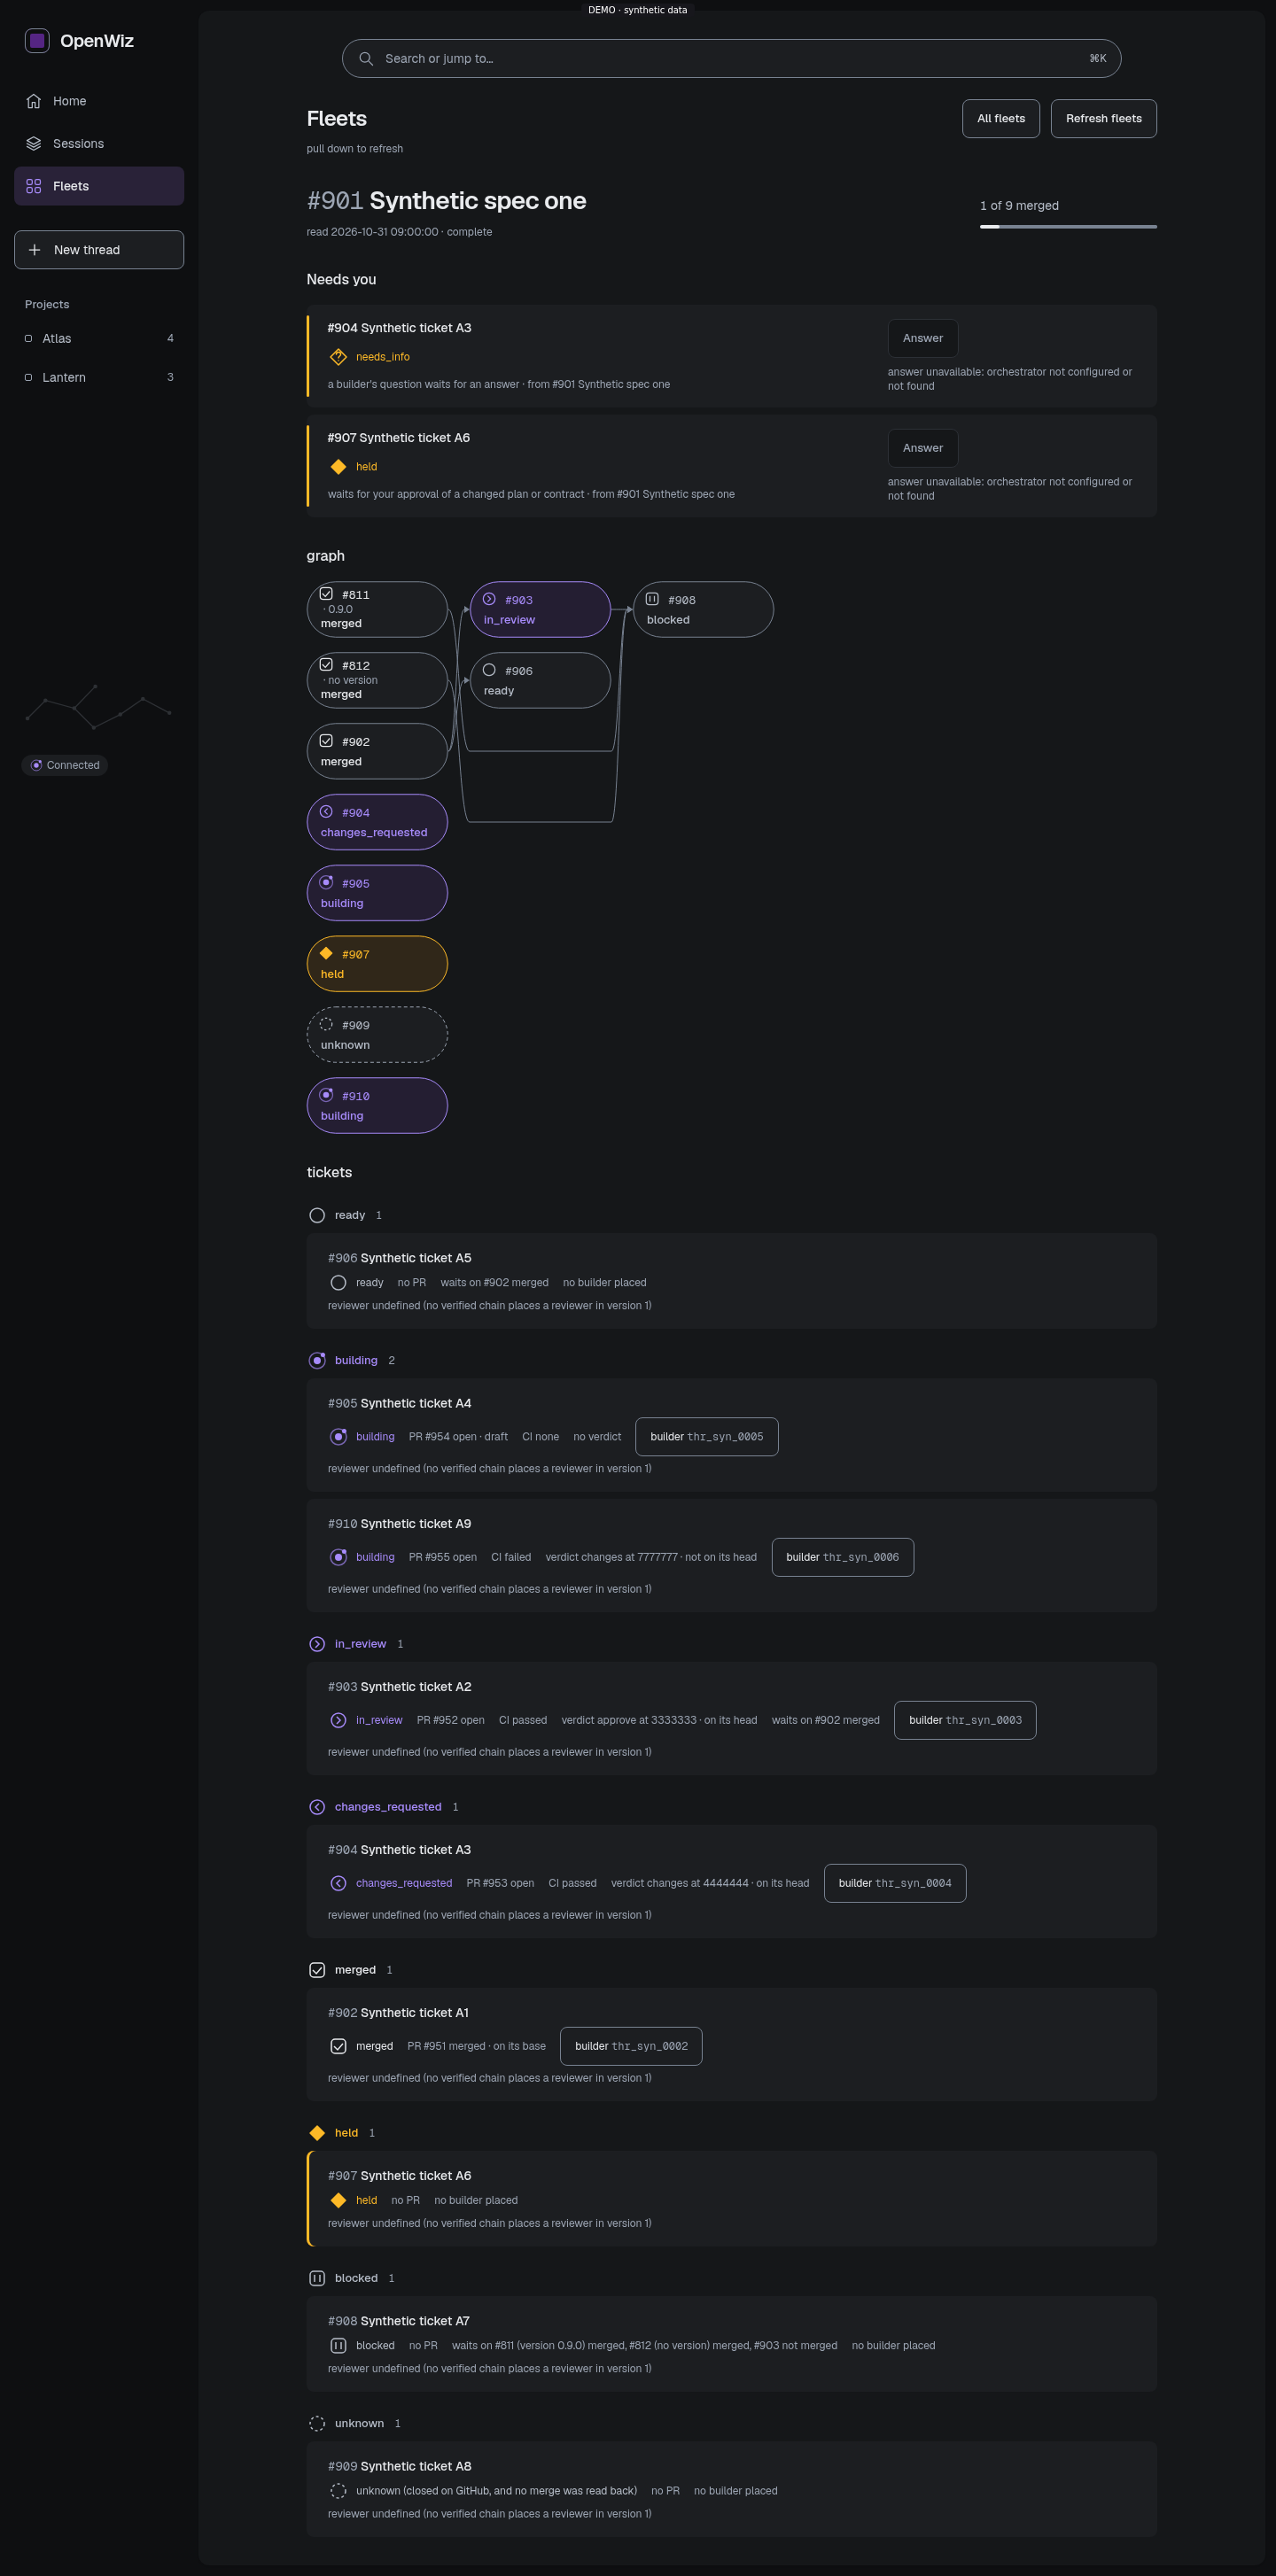 DEMO · synthetic data
OpenWiz
Home
Sessions
Fleets
New thread
Projects
Atlas 4
Lantern 3
Connected
Search or jump to... ⌘K
Fleets
All fleets
Refresh fleets
pull down to refresh
#901 Synthetic spec one
1 of 9 merged
read 2026-10-31 09:00:00 · complete
Needs you
#904 Synthetic ticket A3
needs_info
a builder's question waits for an answer · from #901 Synthetic spec one
Answer
answer unavailable: orchestrator not configured or
not found
#907 Synthetic ticket A6
held
waits for your approval of a changed plan or contract · from #901 Synthetic spec one
Answer
answer unavailable: orchestrator not configured or
not found
graph
#811
· 0.9.0
merged
#903
in_review
#908
blocked
#812
· no version
merged
#906
ready
#902
merged
#904
changes_requested
#905
building
#907
held
#909
unknown
#910
building
tickets
ready 1
#906 Synthetic ticket A5
ready no PR waits on #902 merged no builder placed
reviewer undefined (no verified chain places a reviewer in version 1)
building 2
#905 Synthetic ticket A4
building PR #954 open · draft CI none no verdict builder thr_syn_0005
reviewer undefined (no verified chain places a reviewer in version 1)
#910 Synthetic ticket A9
building PR #955 open CI failed verdict changes at 7777777 · not on its head builder thr_syn_0006
reviewer undefined (no verified chain places a reviewer in version 1)
in_review 1
#903 Synthetic ticket A2
in_review PR #952 open CI passed verdict approve at 3333333 · on its head waits on #902 merged builder thr_syn_0003
reviewer undefined (no verified chain places a reviewer in version 1)
changes_requested 1
#904 Synthetic ticket A3
changes_requested PR #953 open CI passed verdict changes at 4444444 · on its head builder thr_syn_0004
reviewer undefined (no verified chain places a reviewer in version 1)
merged 1
#902 Synthetic ticket A1
merged PR #951 merged · on its base builder thr_syn_0002
reviewer undefined (no verified chain places a reviewer in version 1)
held 1
#907 Synthetic ticket A6
held no PR no builder placed
reviewer undefined (no verified chain places a reviewer in version 1)
blocked 1
#908 Synthetic ticket A7
blocked no PR waits on #811 (version 0.9.0) merged, #812 (no version) merged, #903 not merged no builder placed
reviewer undefined (no verified chain places a reviewer in version 1)
unknown 1
#909 Synthetic ticket A8
unknown (closed on GitHub, and no merge was read back) no PR no builder placed
reviewer undefined (no verified chain places a reviewer in version 1)